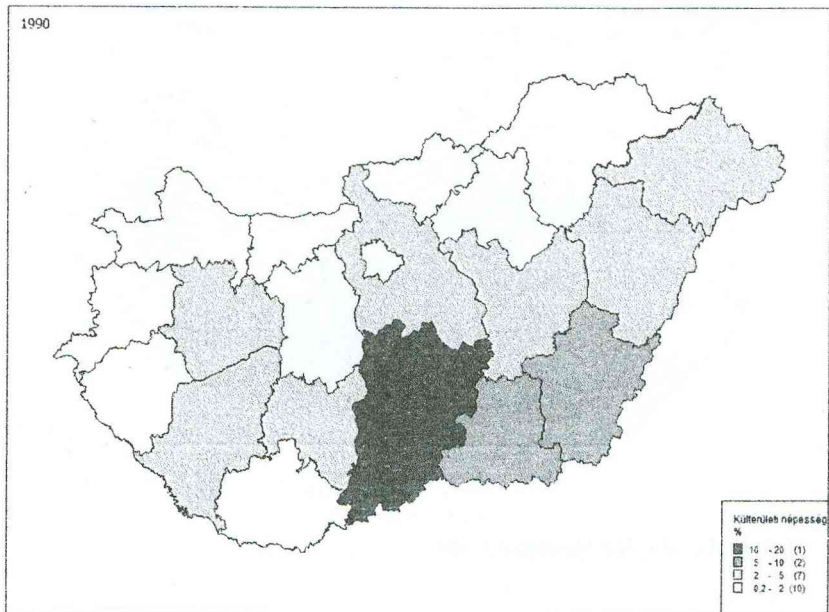 1990
Külterületi népesség
%
10 - 20 (1)
5 - 10 (2)
2 - 5 (7)
0,2 - 2 (10)